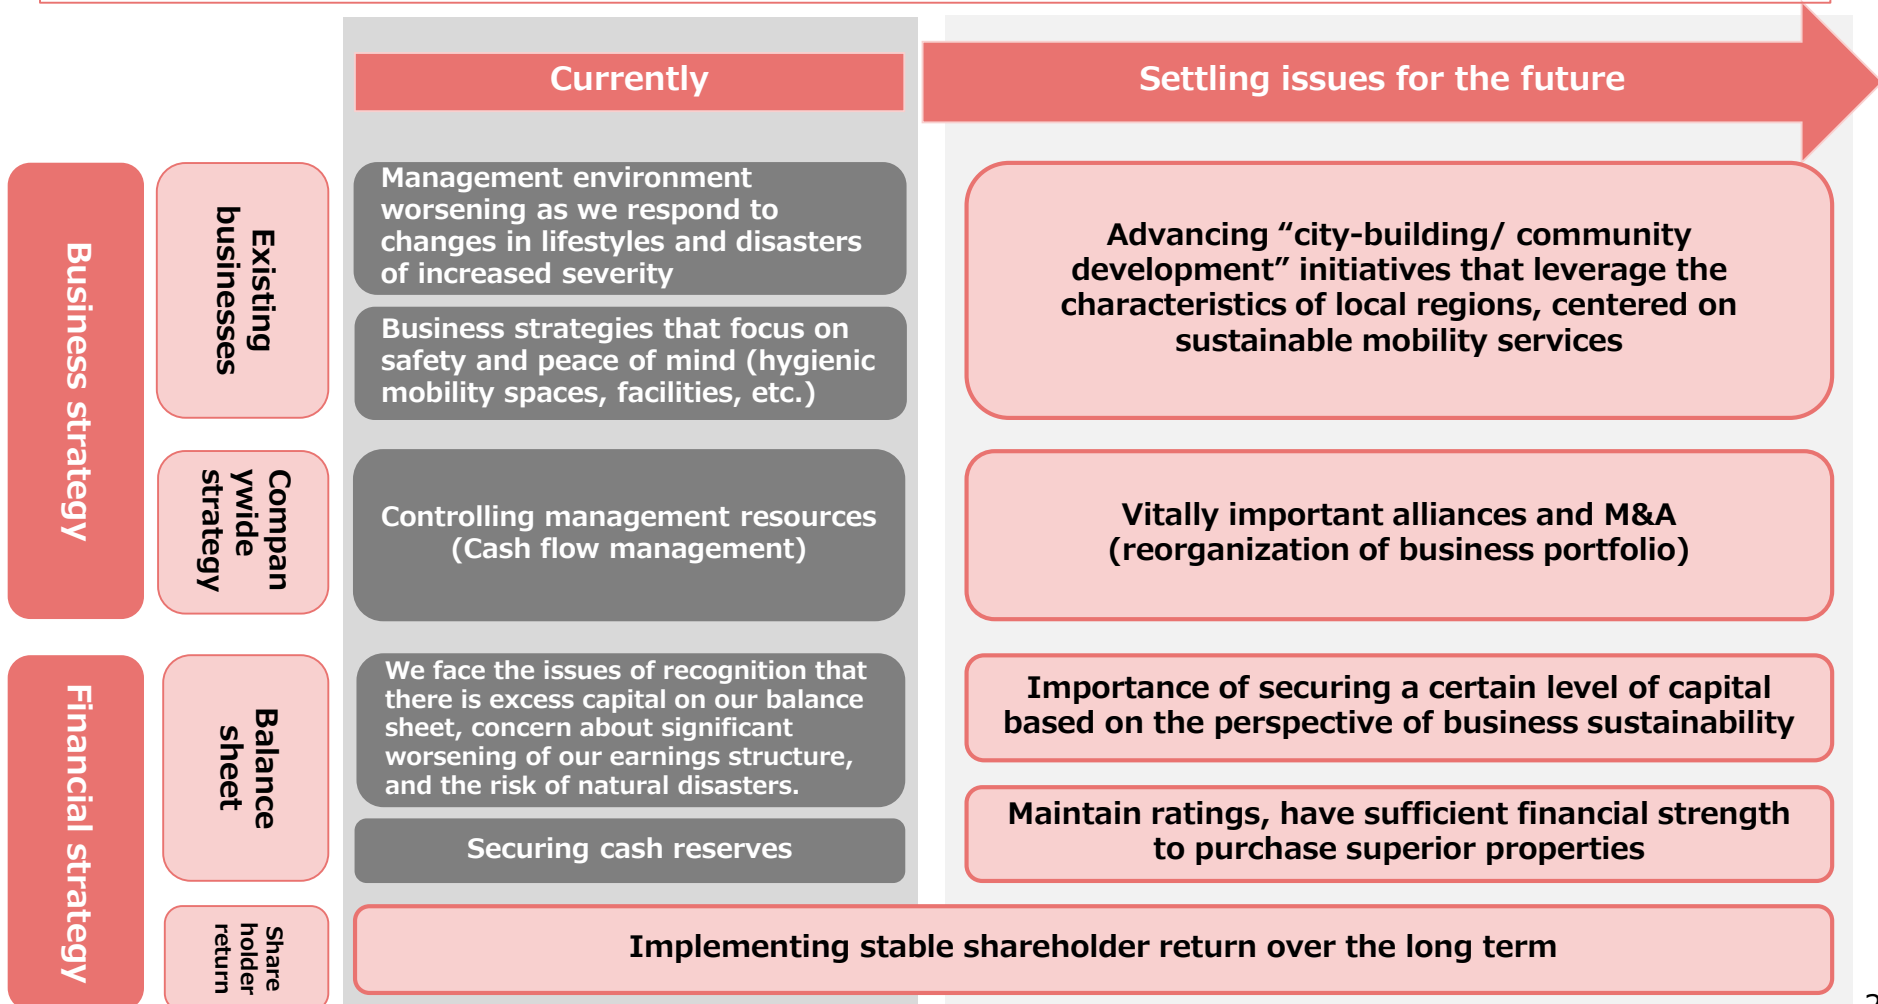 Currently
Settling issues for the future
Business strategy
Existing
businesses
Management environment
worsening as we respond to
changes in lifestyles and disasters
of increased severity
Business strategies that focus on
safety and peace of mind (hygienic
mobility spaces, facilities, etc.)
Advancing “city-building/ community
development” initiatives that leverage the
characteristics of local regions, centered on
sustainable mobility services
Compan
ywide
strategy
Controlling management resources
(Cash flow management)
Vitally important alliances and M&A
(reorganization of business portfolio)
Financial strategy
Balance
sheet
We face the issues of recognition that
there is excess capital on our balance
sheet, concern about significant
worsening of our earnings structure,
and the risk of natural disasters.
Securing cash reserves
Importance of securing a certain level of capital
based on the perspective of business sustainability
Maintain ratings, have sufficient financial strength
to purchase superior properties
Share
holder
return
Implementing stable shareholder return over the long term